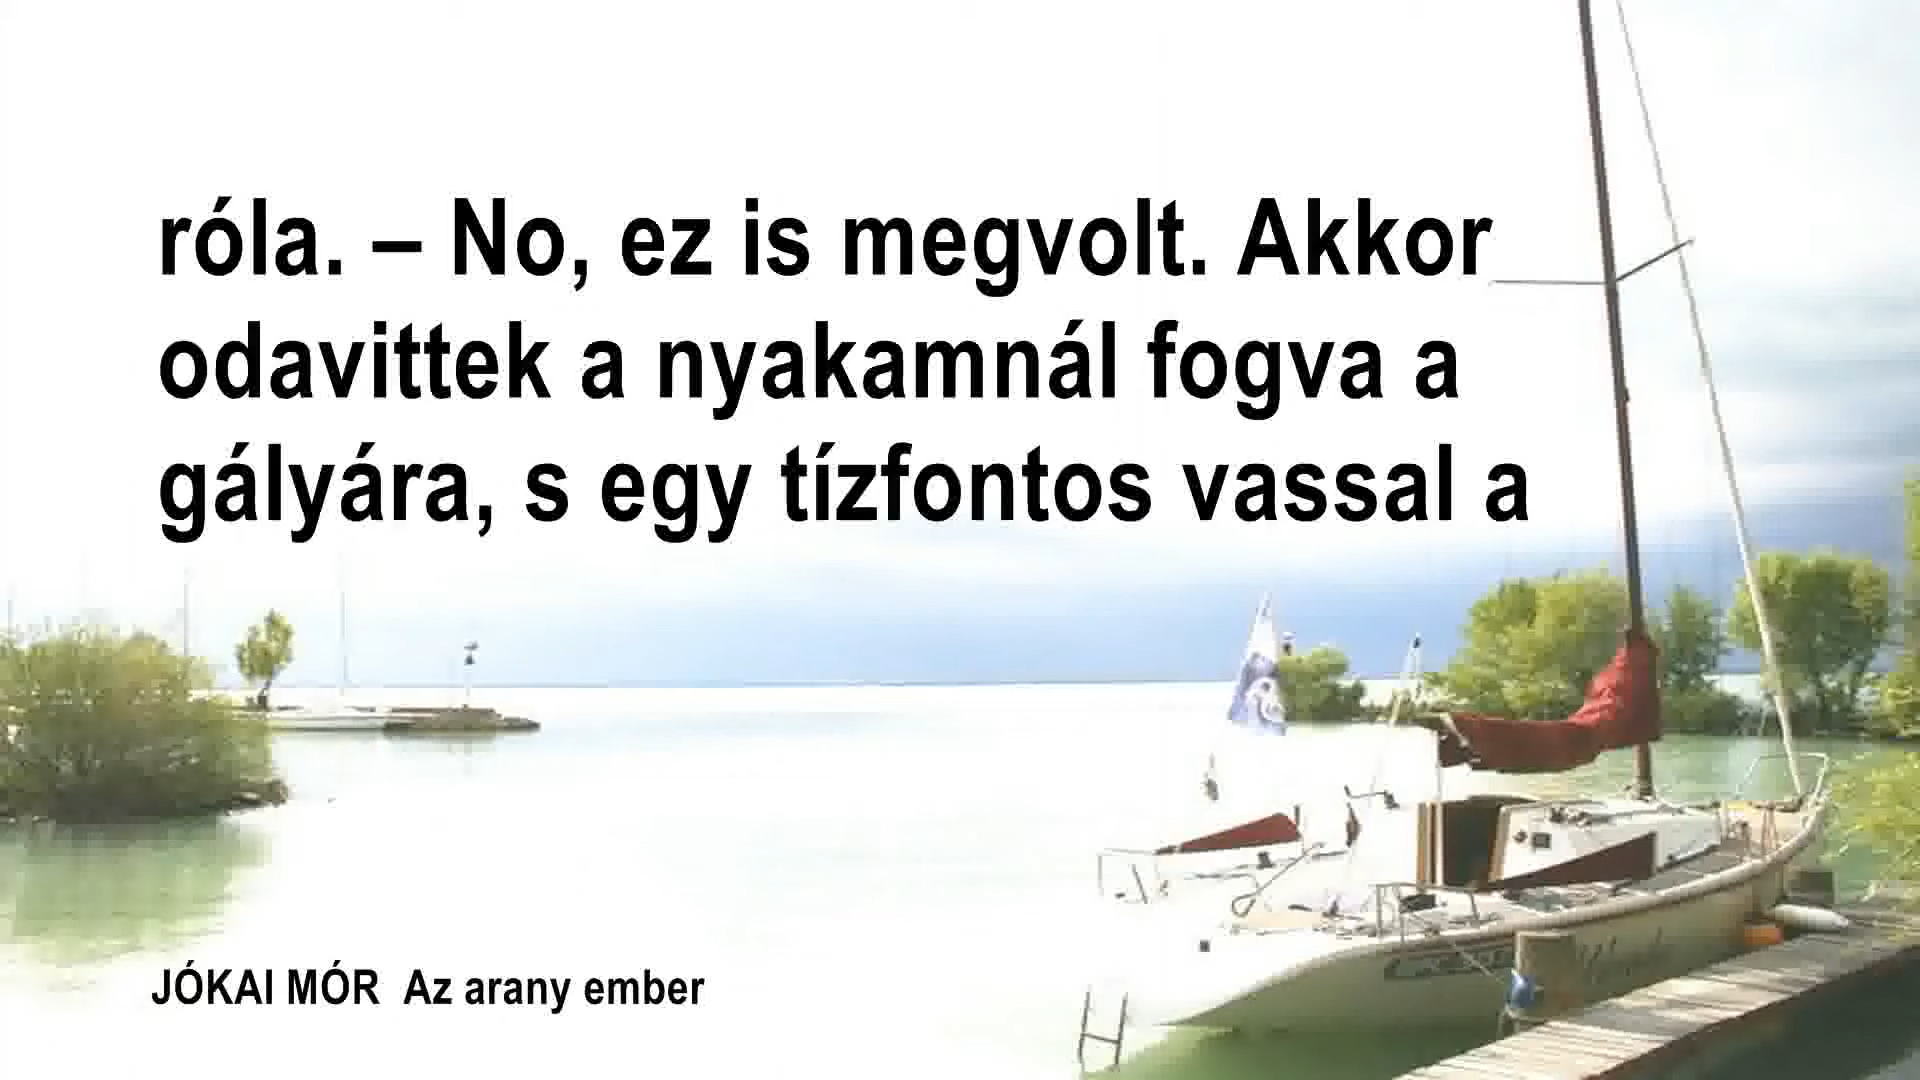 róla. – No, ez is megvolt. Akkor
odavittek a nyakamnál fogva a
gályára, s egy tízfontos vassal a
JÓKAI MÓR  Az arany ember